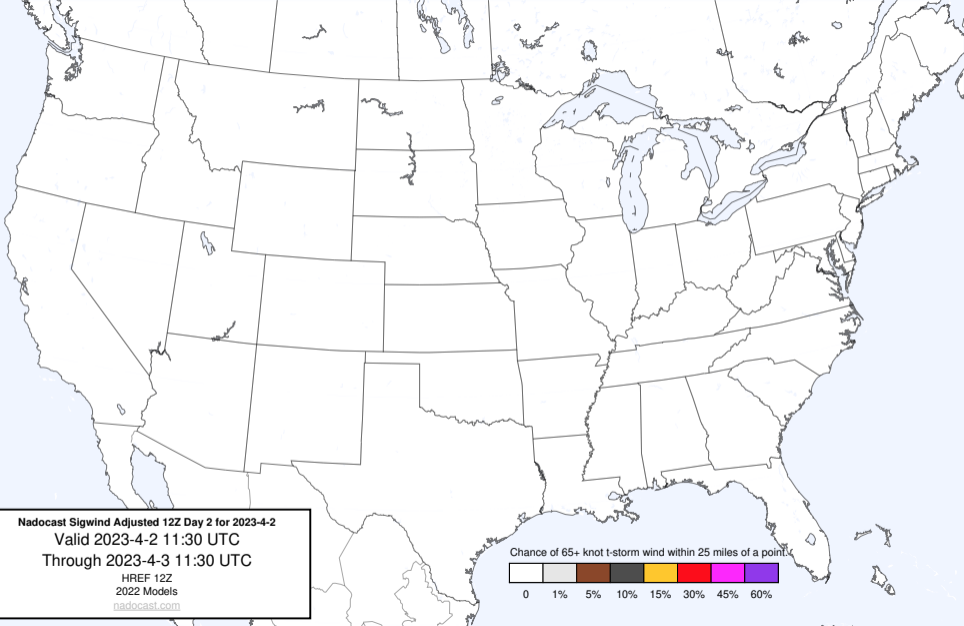 Nadocast Sigwind Adjusted 12Z Day 2 for 2023-4-2
Valid 2023-4-2 11:30 UTC
Through 2023-4-3 11:30 UTC
HREF 12Z
2022 Models
nadocast.com
Chance of 65+ knot t-storm wind within 25 miles of a point.
0 1% 5% 10% 15% 30% 45% 60%